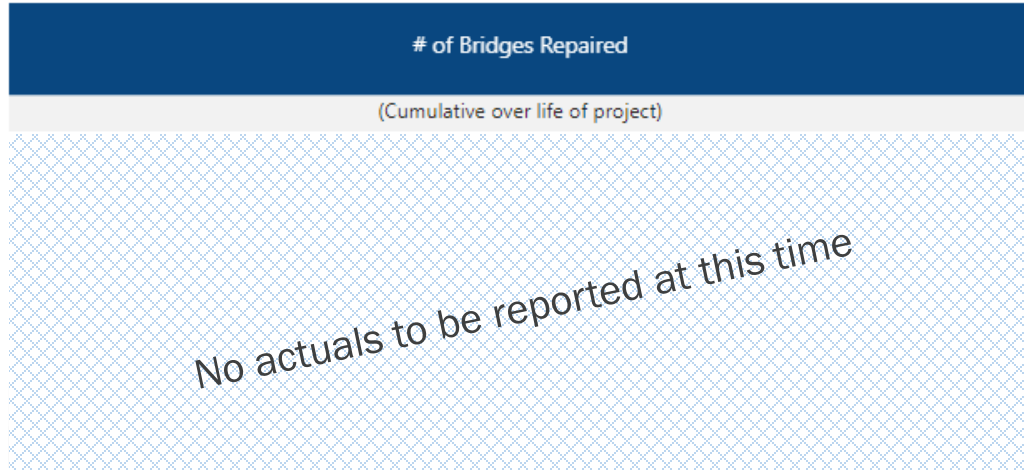 # of Bridges Repaired
(Cumulative over life of project)
No actuals to be reported at this time